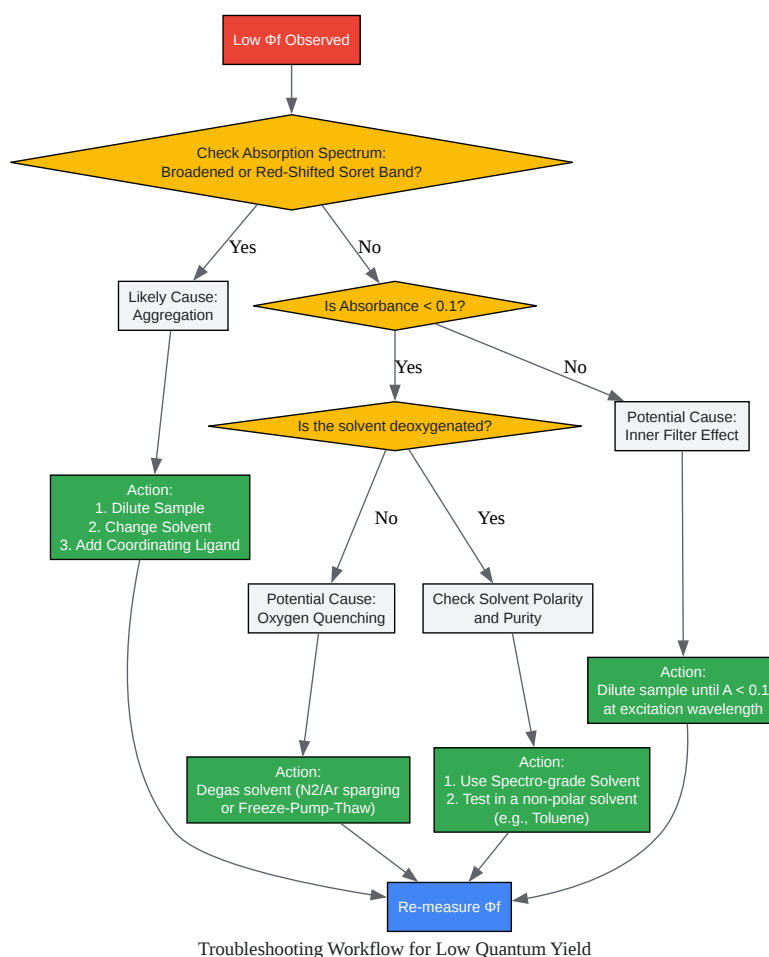 Low Φf Observed
Check Absorption Spectrum:
Broadened or Red-Shifted Soret Band?
Yes
No
Likely Cause:
Aggregation
Is Absorbance < 0.1?
Yes
No
Is the solvent deoxygenated?
Potential Cause:
Inner Filter Effect
Action:
1. Dilute Sample
2. Change Solvent
3. Add Coordinating Ligand
No
Yes
Potential Cause:
Oxygen Quenching
Check Solvent Polarity
and Purity
Action:
Dilute sample until A < 0.1
at excitation wavelength
Action:
Degas solvent (N2/Ar sparging
or Freeze-Pump-Thaw)
Action:
1. Use Spectro-grade Solvent
2. Test in a non-polar solvent
(e.g., Toluene)
Re-measure Φf
Troubleshooting Workflow for Low Quantum Yield